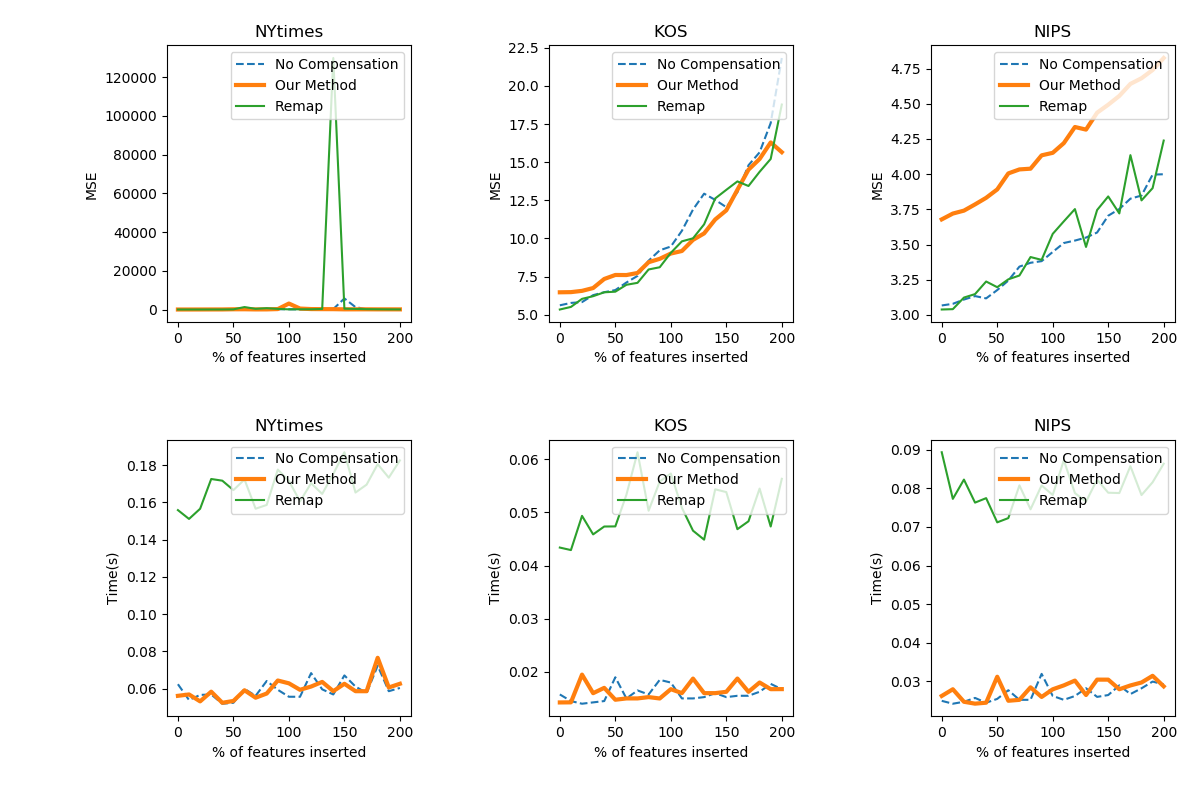 NYtimes
MSE
120000
100000
80000
60000
40000
20000
0
No Compensation
Our Method
Remap
0 50 100 150 200
% of features inserted
KOS
MSE
22.5
20.0
17.5
15.0
12.5
10.0
7.5
5.0
No Compensation
Our Method
Remap
0 50 100 150 200
% of features inserted
NIPS
MSE
4.75
4.50
4.25
4.00
3.75
3.50
3.25
3.00
No Compensation
Our Method
Remap
0 50 100 150 200
% of features inserted
NYtimes
Time(s)
0.18
0.16
0.14
0.12
0.10
0.08
0.06
No Compensation
Our Method
Remap
0 50 100 150 200
% of features inserted
KOS
Time(s)
0.06
0.05
0.04
0.03
0.02
No Compensation
Our Method
Remap
0 50 100 150 200
% of features inserted
NIPS
Time(s)
0.09
0.08
0.07
0.06
0.05
0.04
0.03
No Compensation
Our Method
Remap
0 50 100 150 200
% of features inserted